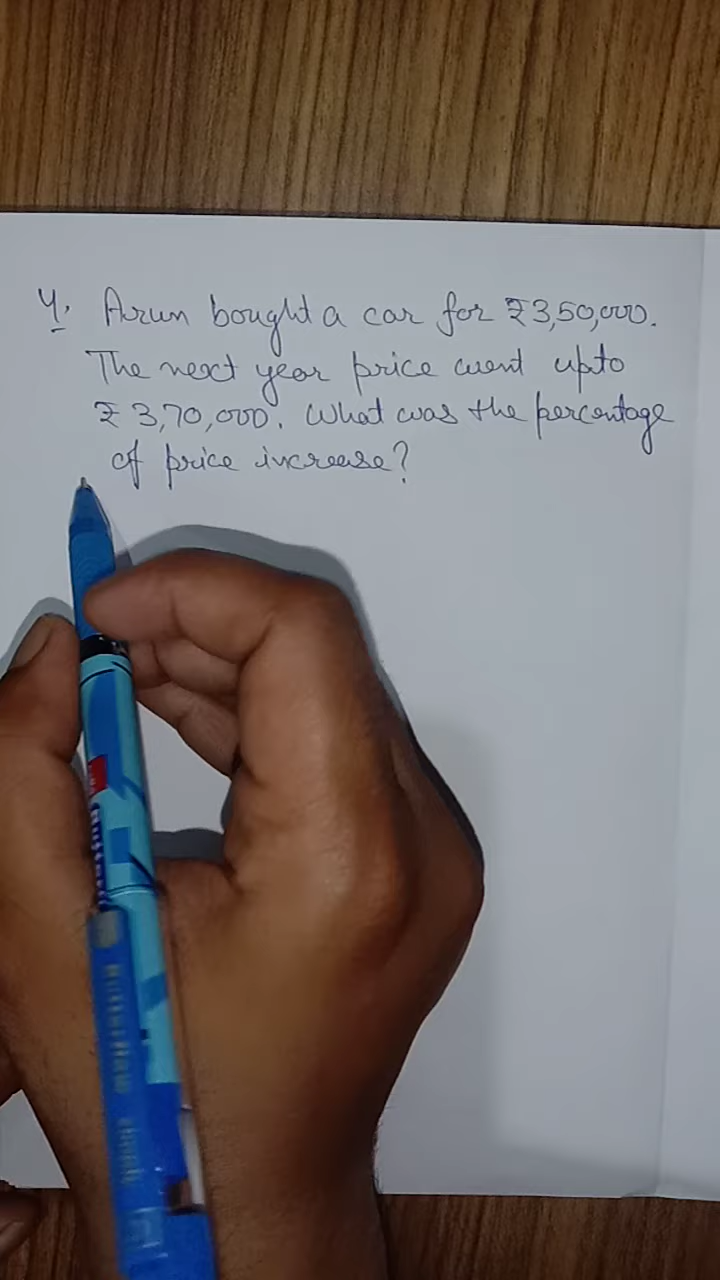 4. Arun bought a car for ₹3,50,000.
The next year price went upto
₹ 3,70,000. What was the percentage
of price increase?
Butterflow